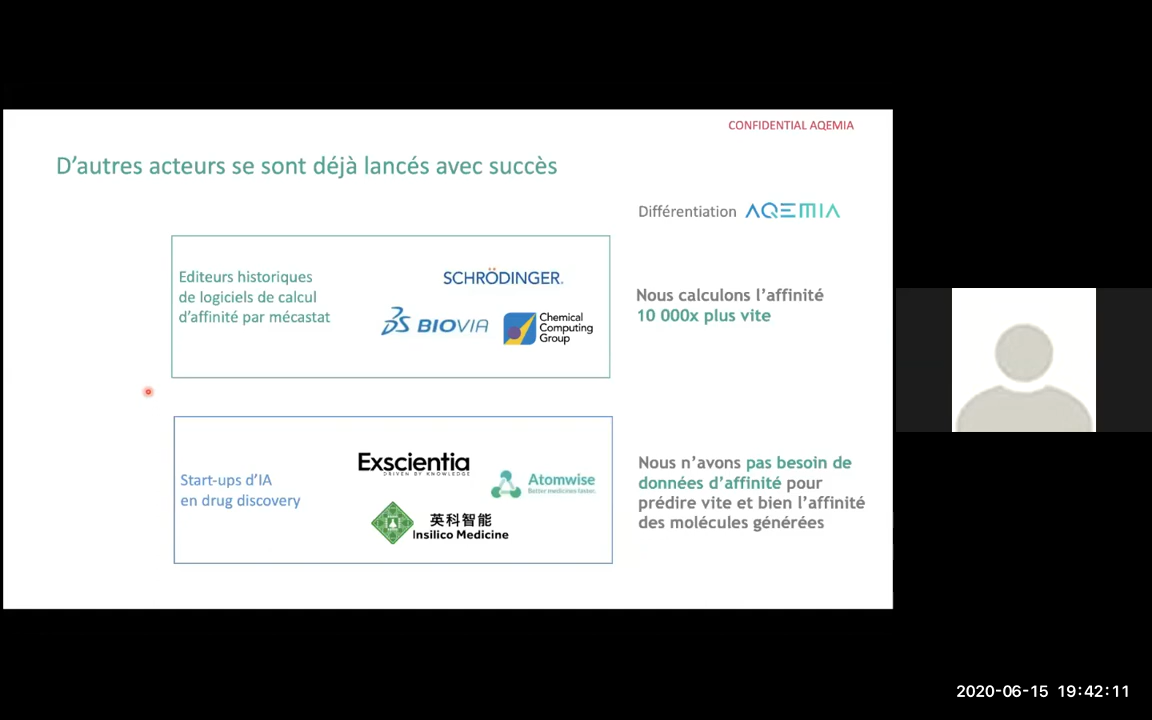 CONFIDENTIAL AQEMIA
D'autres acteurs se sont déjà lancés avec succès
Différentiation AQEMIA
Editeurs historiques
de logiciels de calcul
d'affinité par mécastat
SCHRÖDINGER.
BIOVIA
Chemical
Computing
Group
Nous calculons l'affinité
10 000x plus vite
Start-ups d'IA
en drug discovery
Exscientia
DRIVEN BY KNOWLEDGE
Atomwise
Better medicines faster.
英科智能
Insilico Medicine
Nous n'avons pas besoin de
données d'affinité pour
prédire vite et bien l'affinité
des molécules générées
2020-06-15 19:42:11